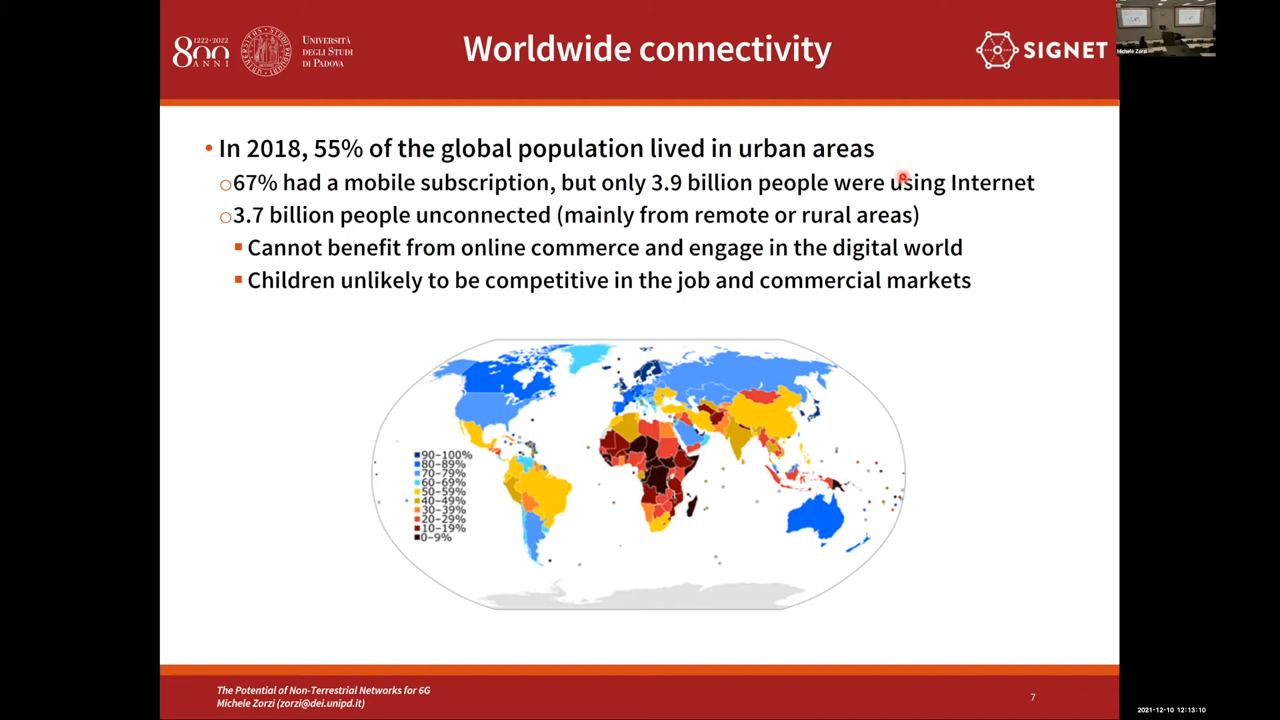 1222·2022
800
ANNI
UNIVERSITÀ
DEGLI STUDI
DI PADOVA
Worldwide connectivity
SIGNET
Michele Zorzi
• In 2018, 55% of the global population lived in urban areas
○67% had a mobile subscription, but only 3.9 billion people were using Internet
○3.7 billion people unconnected (mainly from remote or rural areas)
▪ Cannot benefit from online commerce and engage in the digital world
▪ Children unlikely to be competitive in the job and commercial markets
90–100%
80–89%
70–79%
60–69%
50–59%
40–49%
30–39%
20–29%
10–19%
0–9%
The Potential of Non-Terrestrial Networks for 6G
Michele Zorzi (zorzi@dei.unipd.it)
7
2021-12-10 12:13:10